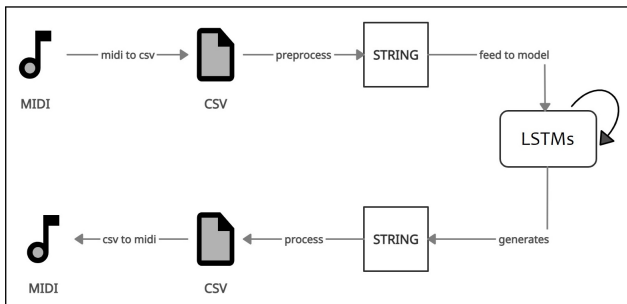 midi to csv
preprocess
STRING
feed to model
MIDI
CSV
LSTMs
csv to midi
process
STRING
generates
MIDI
CSV